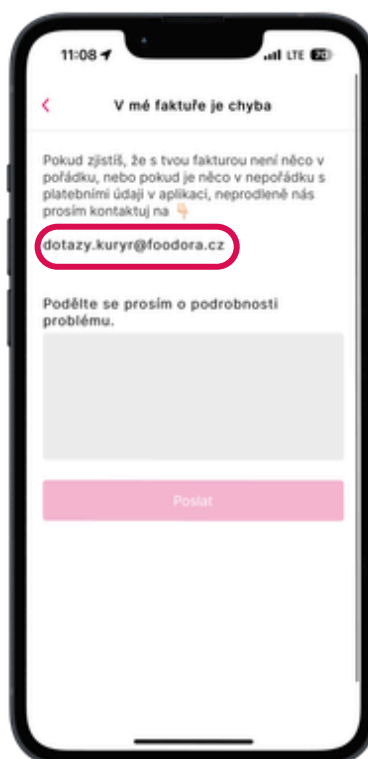 11:08 LTE 70
V mé faktuře je chyba
Pokud zjistíš, že s tvou fakturou není něco v
pořádku, nebo pokud je něco v nepořádku s
platebními údaji v aplikaci, neprodleně nás
prosím kontaktuj na 👇🏻
dotazy.kuryr@foodora.cz
Podělte se prosím o podrobnosti
problému.
Poslat